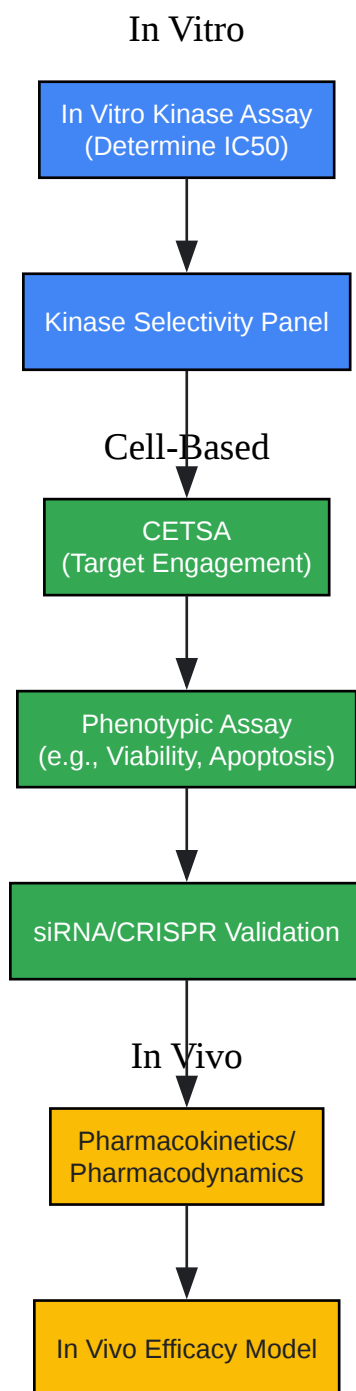 In Vitro
In Vitro Kinase Assay
(Determine IC50)
Kinase Selectivity Panel
Cell-Based
CETSA
(Target Engagement)
Phenotypic Assay
(e.g., Viability, Apoptosis)
siRNA/CRISPR Validation
In Vivo
Pharmacokinetics/
Pharmacodynamics
In Vivo Efficacy Model